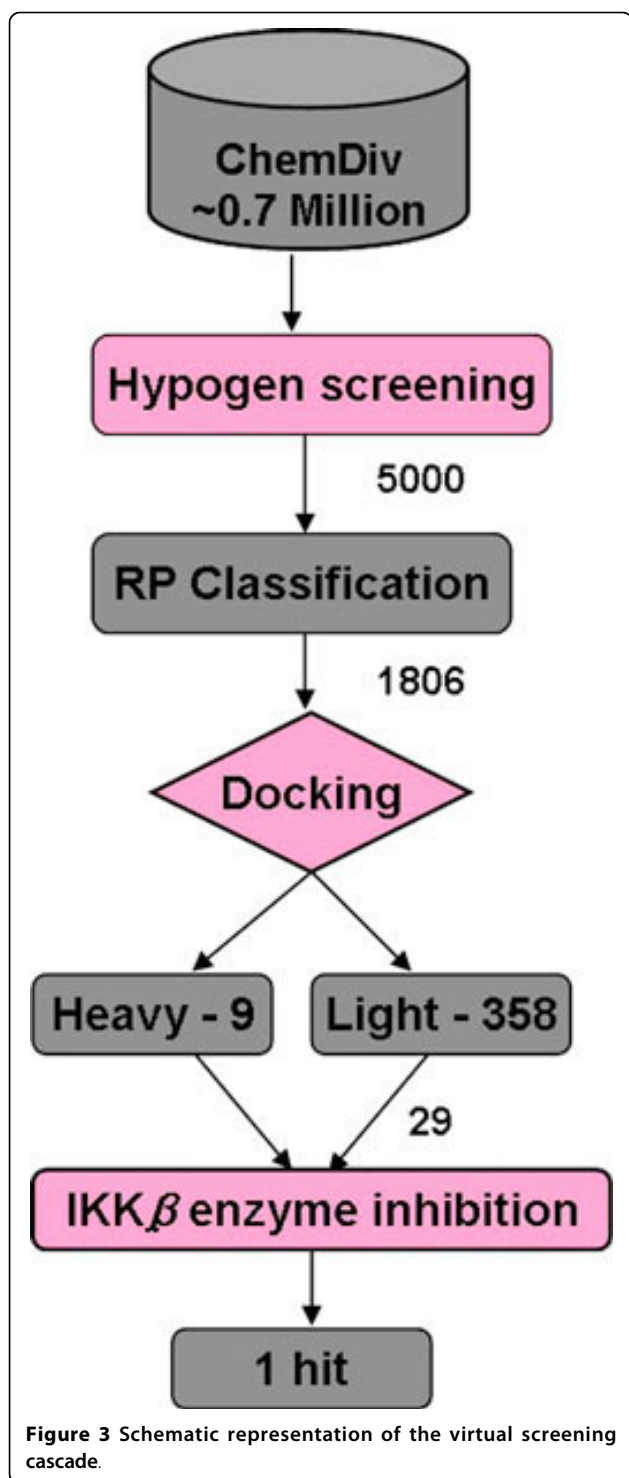 ChemDiv
~0.7 Million
Hypogen screening
5000
RP Classification
1806
Docking
Heavy - 9
Light - 358
29
IKKβ enzyme inhibition
1 hit
Figure 3 Schematic representation of the virtual screening
cascade.